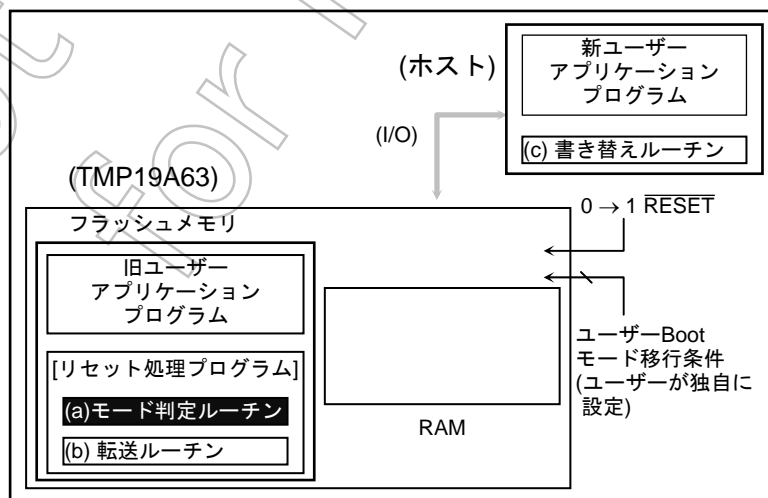 (ホスト)
新ユーザー
アプリケーション
プログラム
(I/O)
(c) 書き替えルーチン
(TMP19A63)
0 → 1 RESET
フラッシュメモリ
旧ユーザー
アプリケーション
プログラム
[リセット処理プログラム]
(a)モード判定ルーチン
(b) 転送ルーチン
RAM
ユーザーBoot
モード移行条件
(ユーザーが独自に
設定)
for